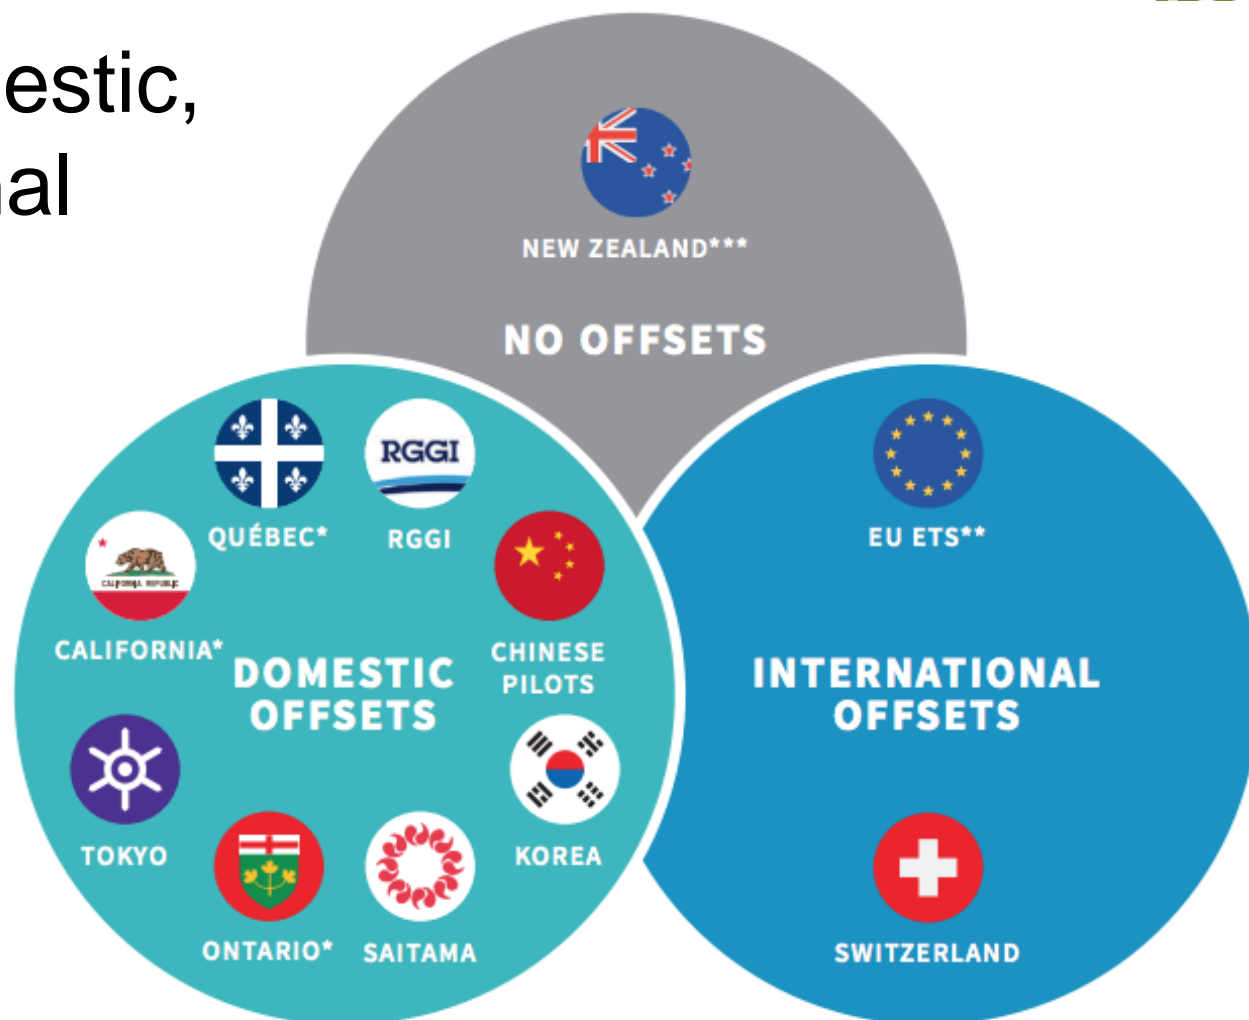 estic,
nal
NEW ZEALAND***
NO OFFSETS
QUÉBEC*
RGGI
RGGI
CALIFORNIA REPUBLIC
CALIFORNIA*
CHINESE
PILOTS
DOMESTIC
OFFSETS
TOKYO
KOREA
ONTARIO*
SAITAMA
EU ETS**
INTERNATIONAL
OFFSETS
SWITZERLAND